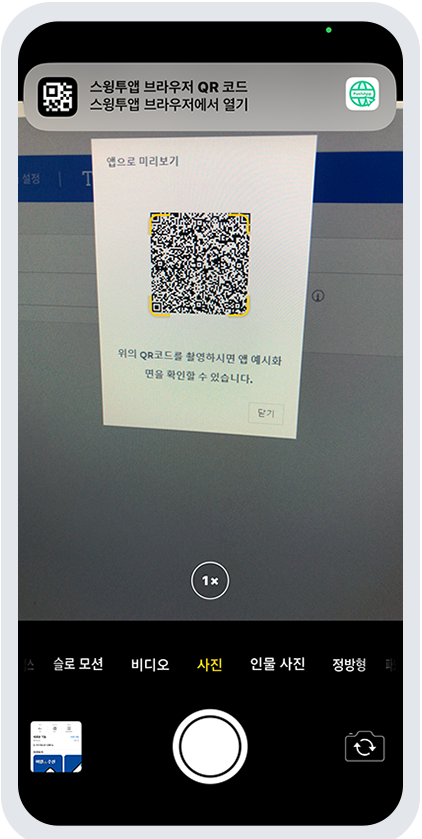 스윙투앱 브라우저 QR 코드
스윙투앱 브라우저에서 열기
설정
T
앱으로 미리보기
위의 QR코드를 촬영하시면 앱 예시화
면을 확인할 수 있습니다.
닫기
1×
슬로 모션 비디오 사진 인물 사진 정방형